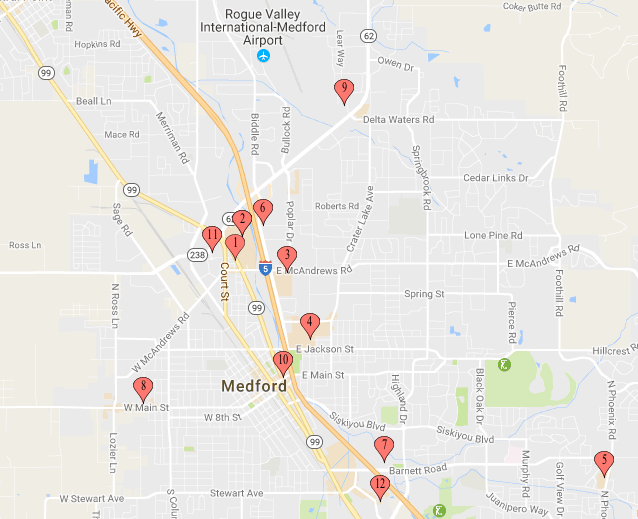 Pacific Hwy
Rogue Valley
International-Medford
Airport
Coker Butte Rd
Hopkins Rd
Lear Way
62
Owen Dr
99
Foothill Rd
9
Beall Ln
Merriman Rd
Biddle Rd
Bullock Rd
Delta Waters Rd
Mace Rd
Springbrook Rd
Cedar Links Dr
99
Sage Rd
Poplar Dr
Crater Lake Ave
Roberts Rd
6
2
11
1
Lone Pine Rd
Ross Ln
238
3
E McAndrews Rd
5
E McAndrews Rd
Court St
Foothill Rd
N Ross Ln
99
Spring St
Pierce Rd
W McAndrews Rd
4
E Jackson St
Hillcrest R
10
E Main St
Medford
8
Highland Dr
Black Oak Dr
N Phoenix Rd
W Main St
W 8th St
Siskiyou Blvd
Siskiyou Blvd
99
7
Lozier Ln
Barnett Road
5
Murphy Rd
Golf View Dr
12
W Stewart Ave
Stewart Ave
S Colu
Juanipero Way
N Phoe